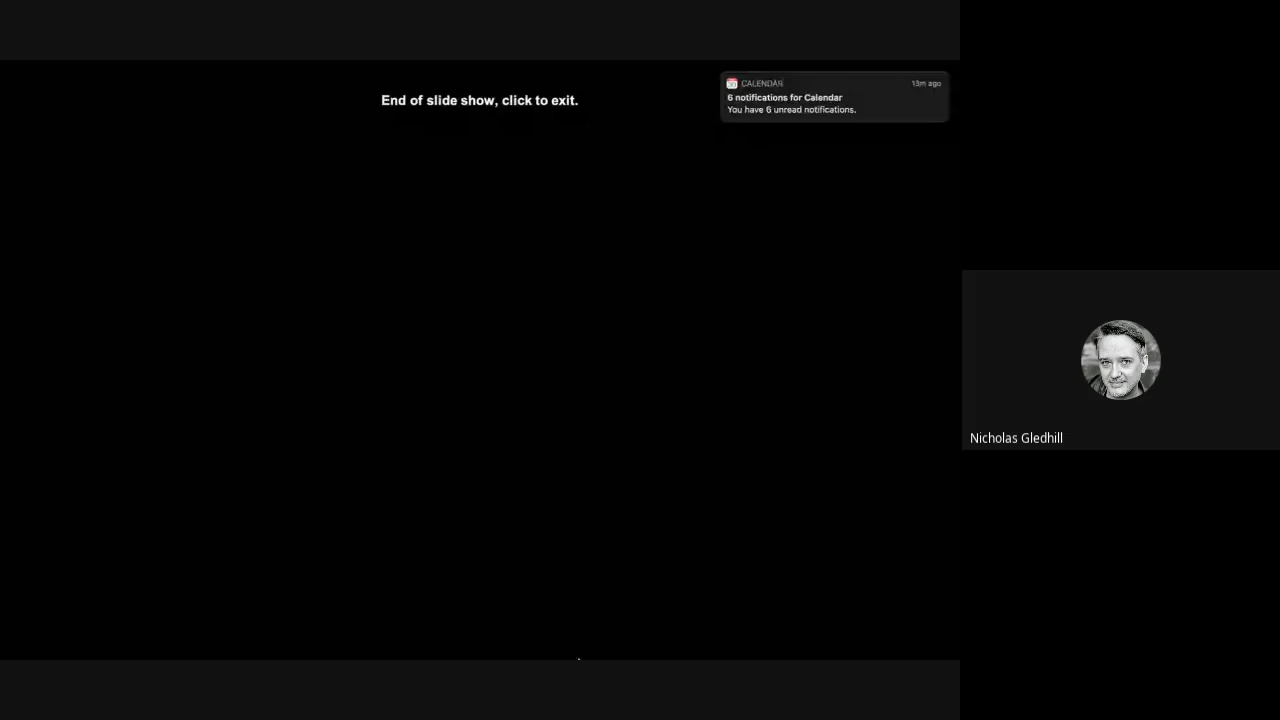 End of slide show, click to exit.
CALENDAR
13m ago
6 notifications for Calendar
You have 6 unread notifications.
Nicholas Gledhill